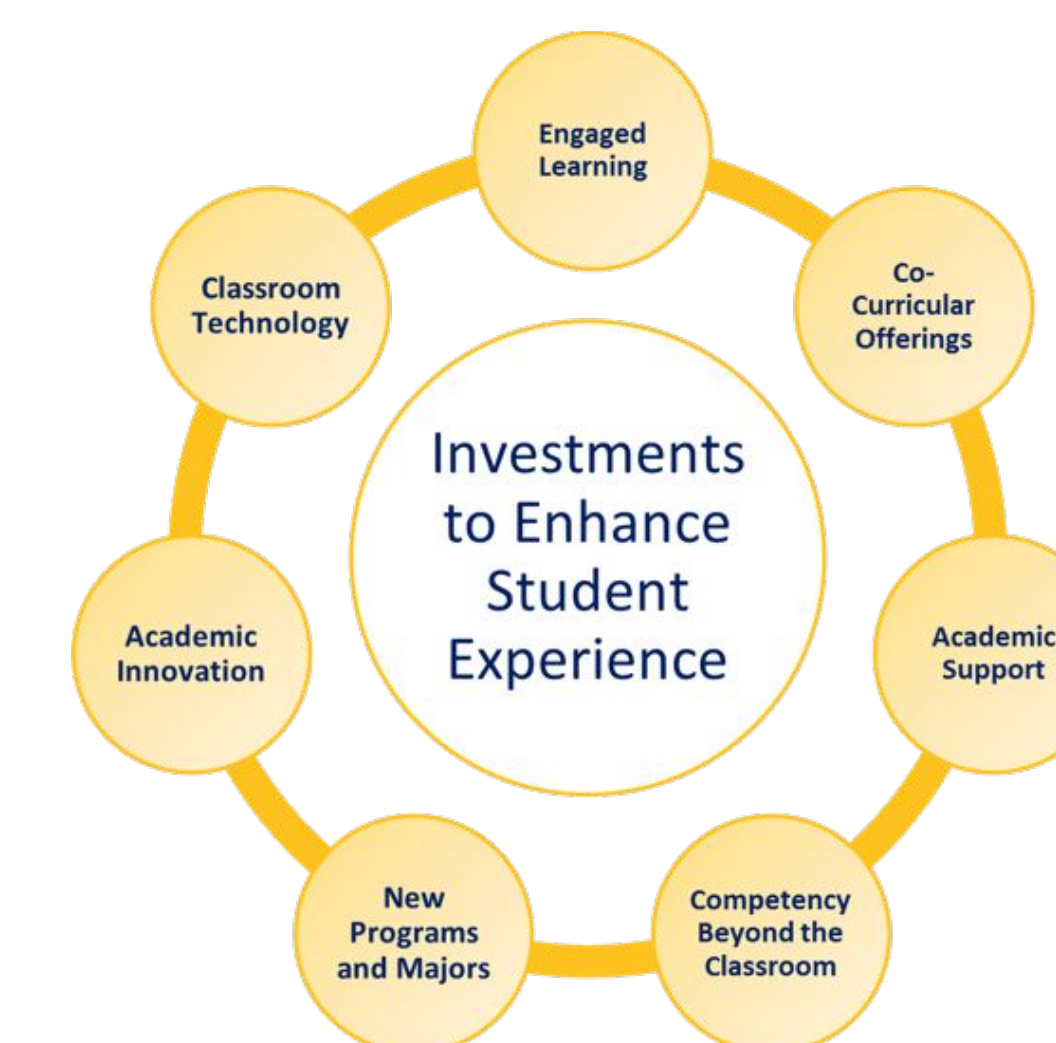 Engaged
Learning
Co-
Curricular
Offerings
Academic
Support
Competency
Beyond the
Classroom
New
Programs
and Majors
Academic
Innovation
Classroom
Technology
Investments
to Enhance
Student
Experience